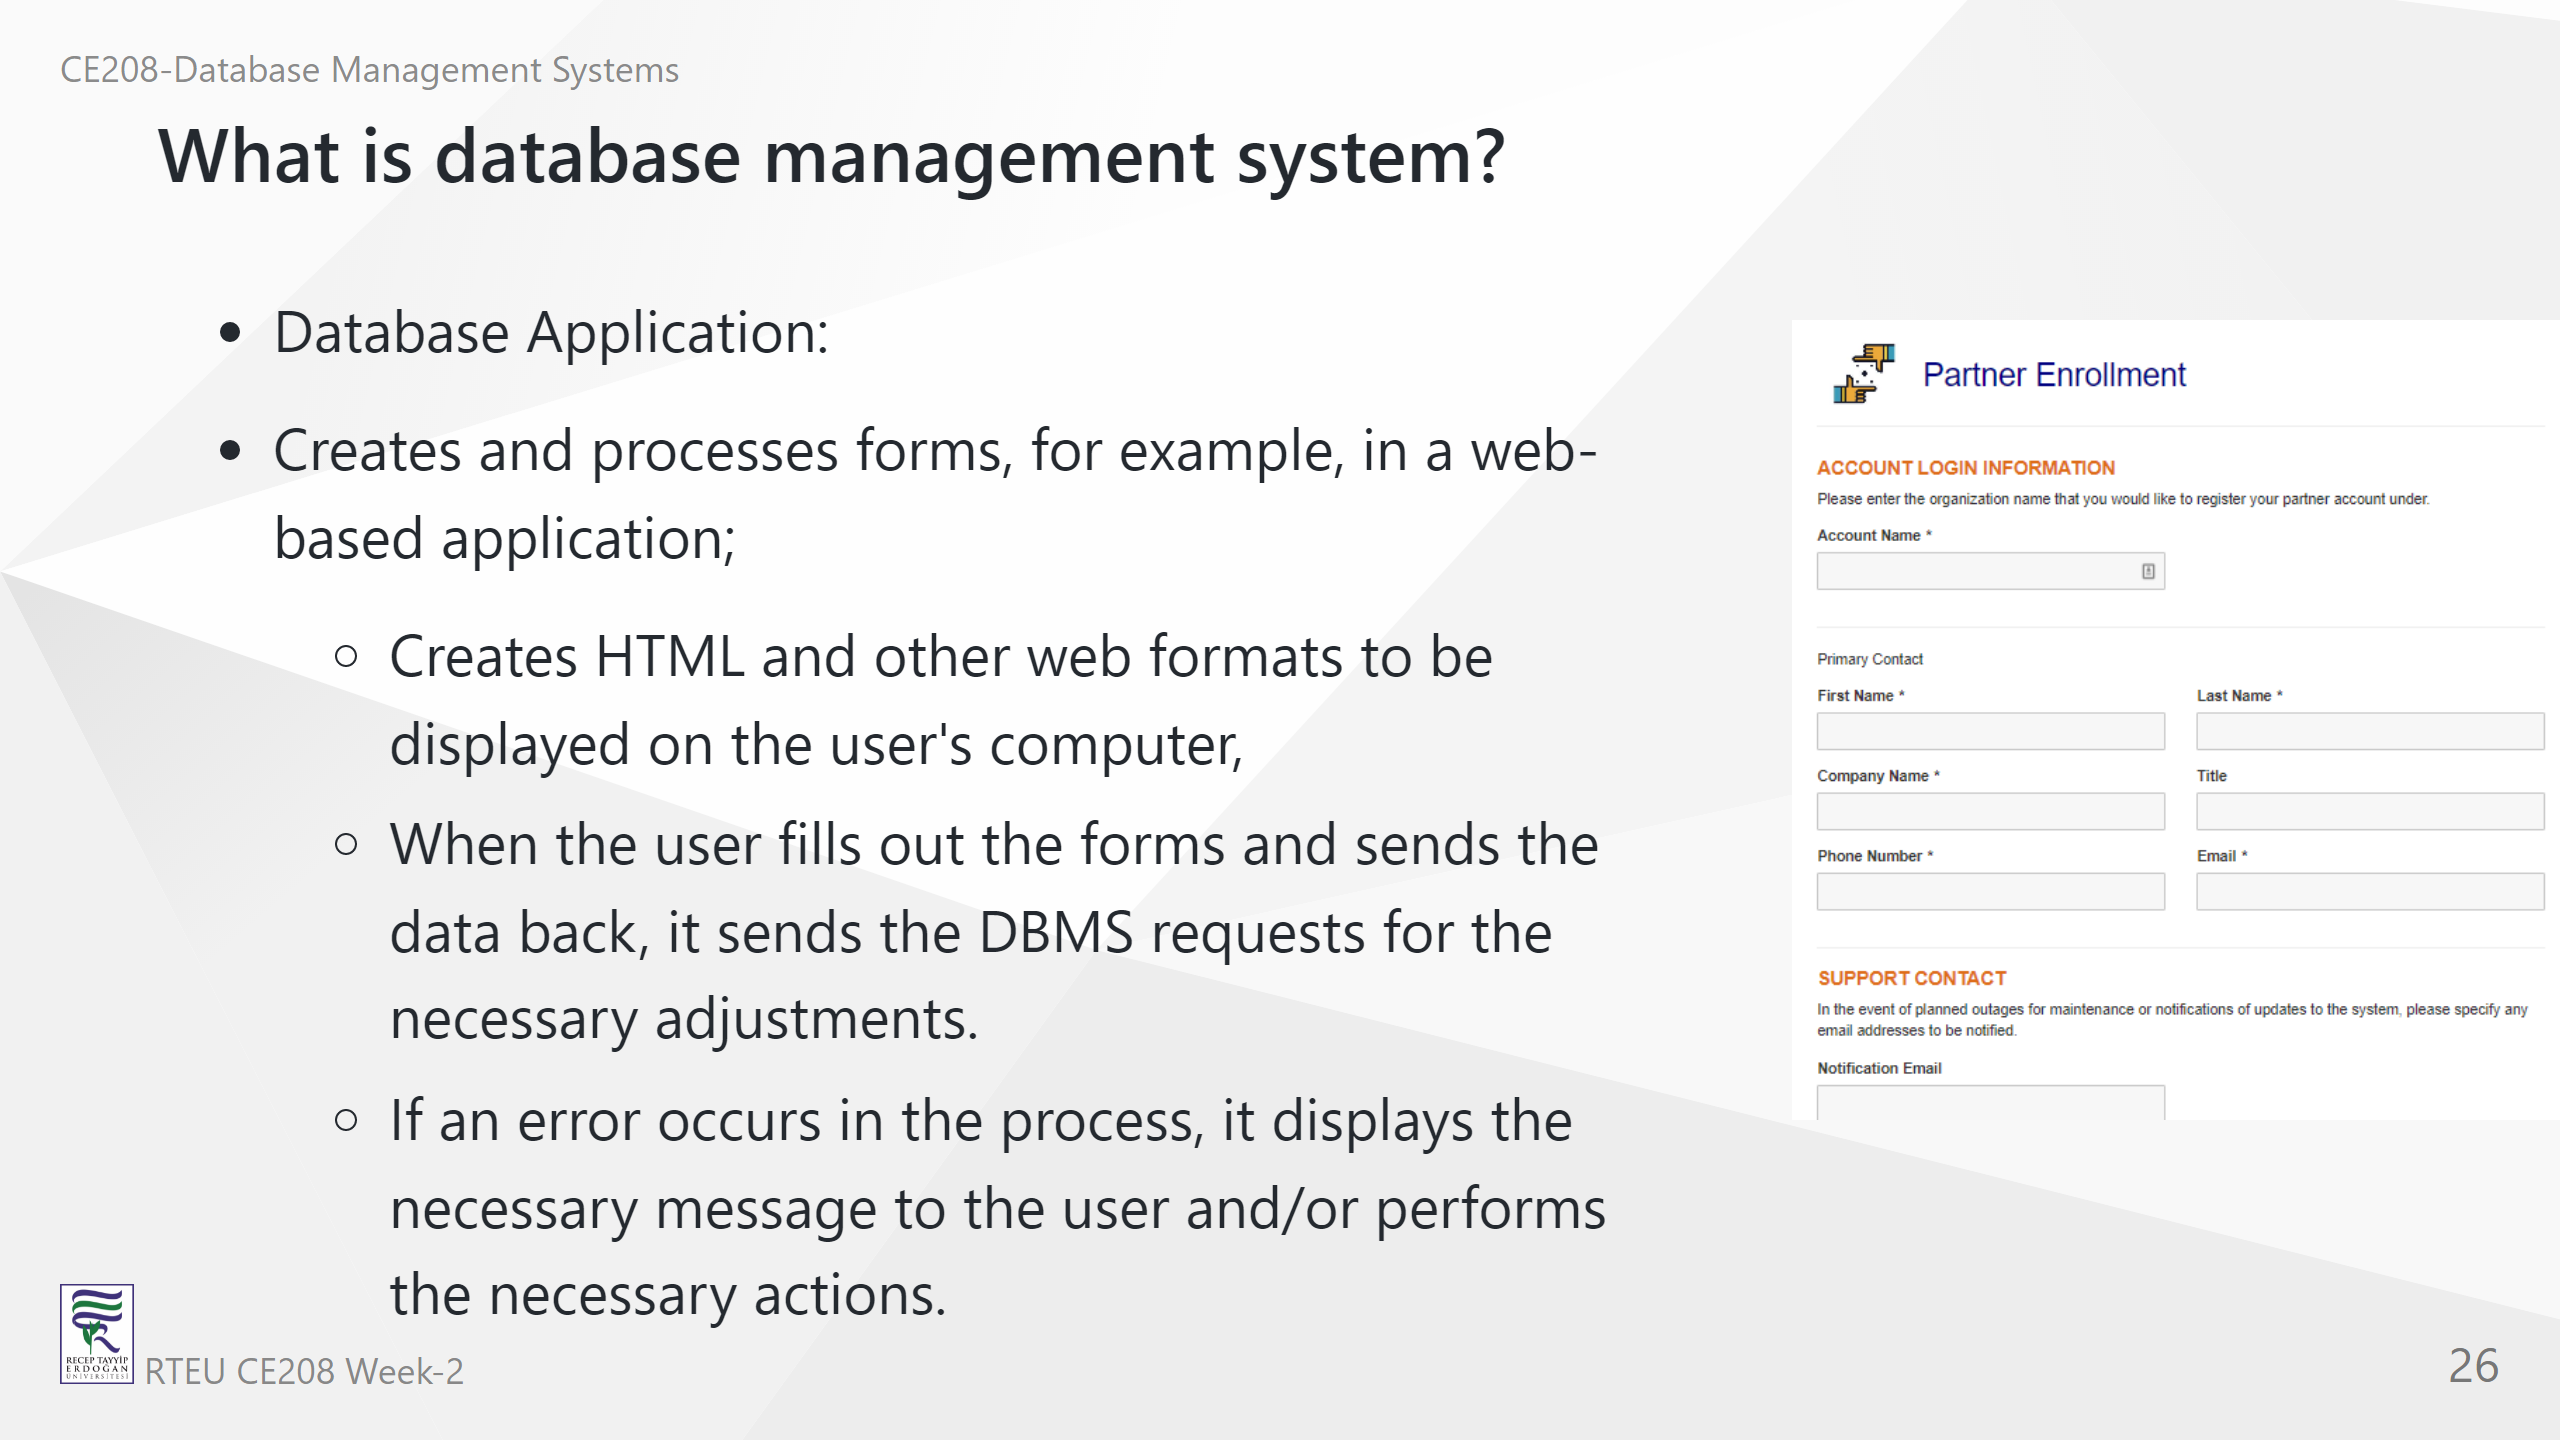 CE208-Database Management Systems
What is database management system?
• Database Application:
• Creates and processes forms, for example, in a web-
based application;
○ Creates HTML and other web formats to be
displayed on the user's computer,
○ When the user fills out the forms and sends the
data back, it sends the DBMS requests for the
necessary adjustments.
○ If an error occurs in the process, it displays the
necessary message to the user and/or performs
the necessary actions.
Partner Enrollment
ACCOUNT LOGIN INFORMATION
Please enter the organization name that you would like to register your partner account under.
Account Name *
Primary Contact
First Name * Last Name *
Company Name * Title
Phone Number * Email *
SUPPORT CONTACT
In the event of planned outages for maintenance or notifications of updates to the system, please specify any
email addresses to be notified.
Notification Email
RECEP TAYYİP
ERDOĞAN
ÜNİVERSİTESİ
RTEU CE208 Week-2
26